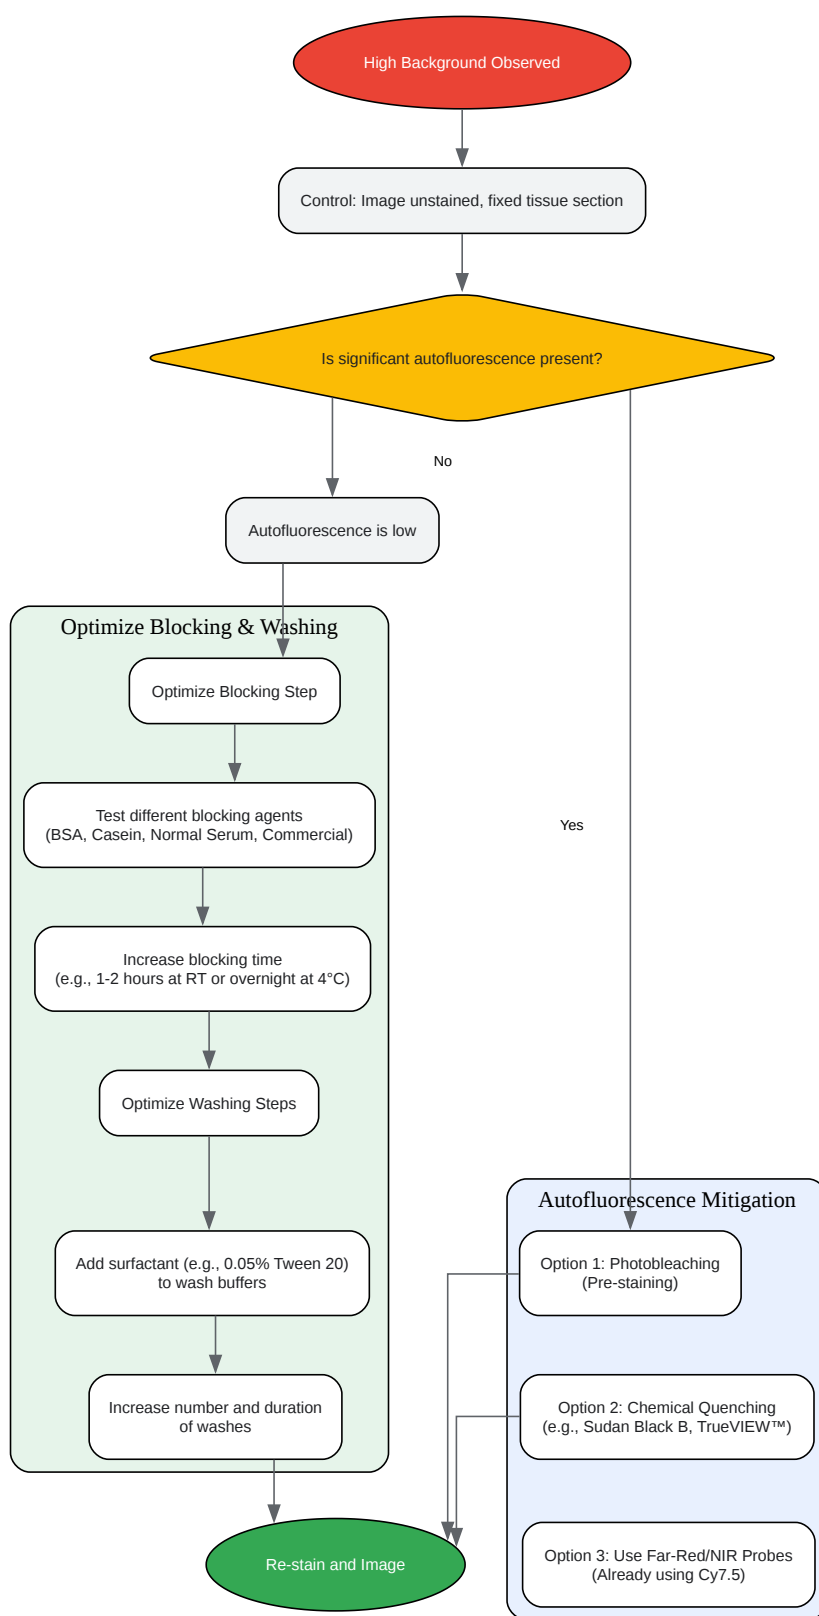 High Background Observed
Control: Image unstained, fixed tissue section
Is significant autofluorescence present?
No
Autofluorescence is low
Optimize Blocking & Washing
Optimize Blocking Step
Test different blocking agents
(BSA, Casein, Normal Serum, Commercial)
Yes
Increase blocking time
(e.g., 1-2 hours at RT or overnight at 4°C)
Optimize Washing Steps
Add surfactant (e.g., 0.05% Tween 20)
to wash buffers
Increase number and duration
of washes
Autofluorescence Mitigation
Option 1: Photobleaching
(Pre-staining)
Option 2: Chemical Quenching
(e.g., Sudan Black B, TrueVIEW™)
Option 3: Use Far-Red/NIR Probes
(Already using Cy7.5)
Re-stain and Image